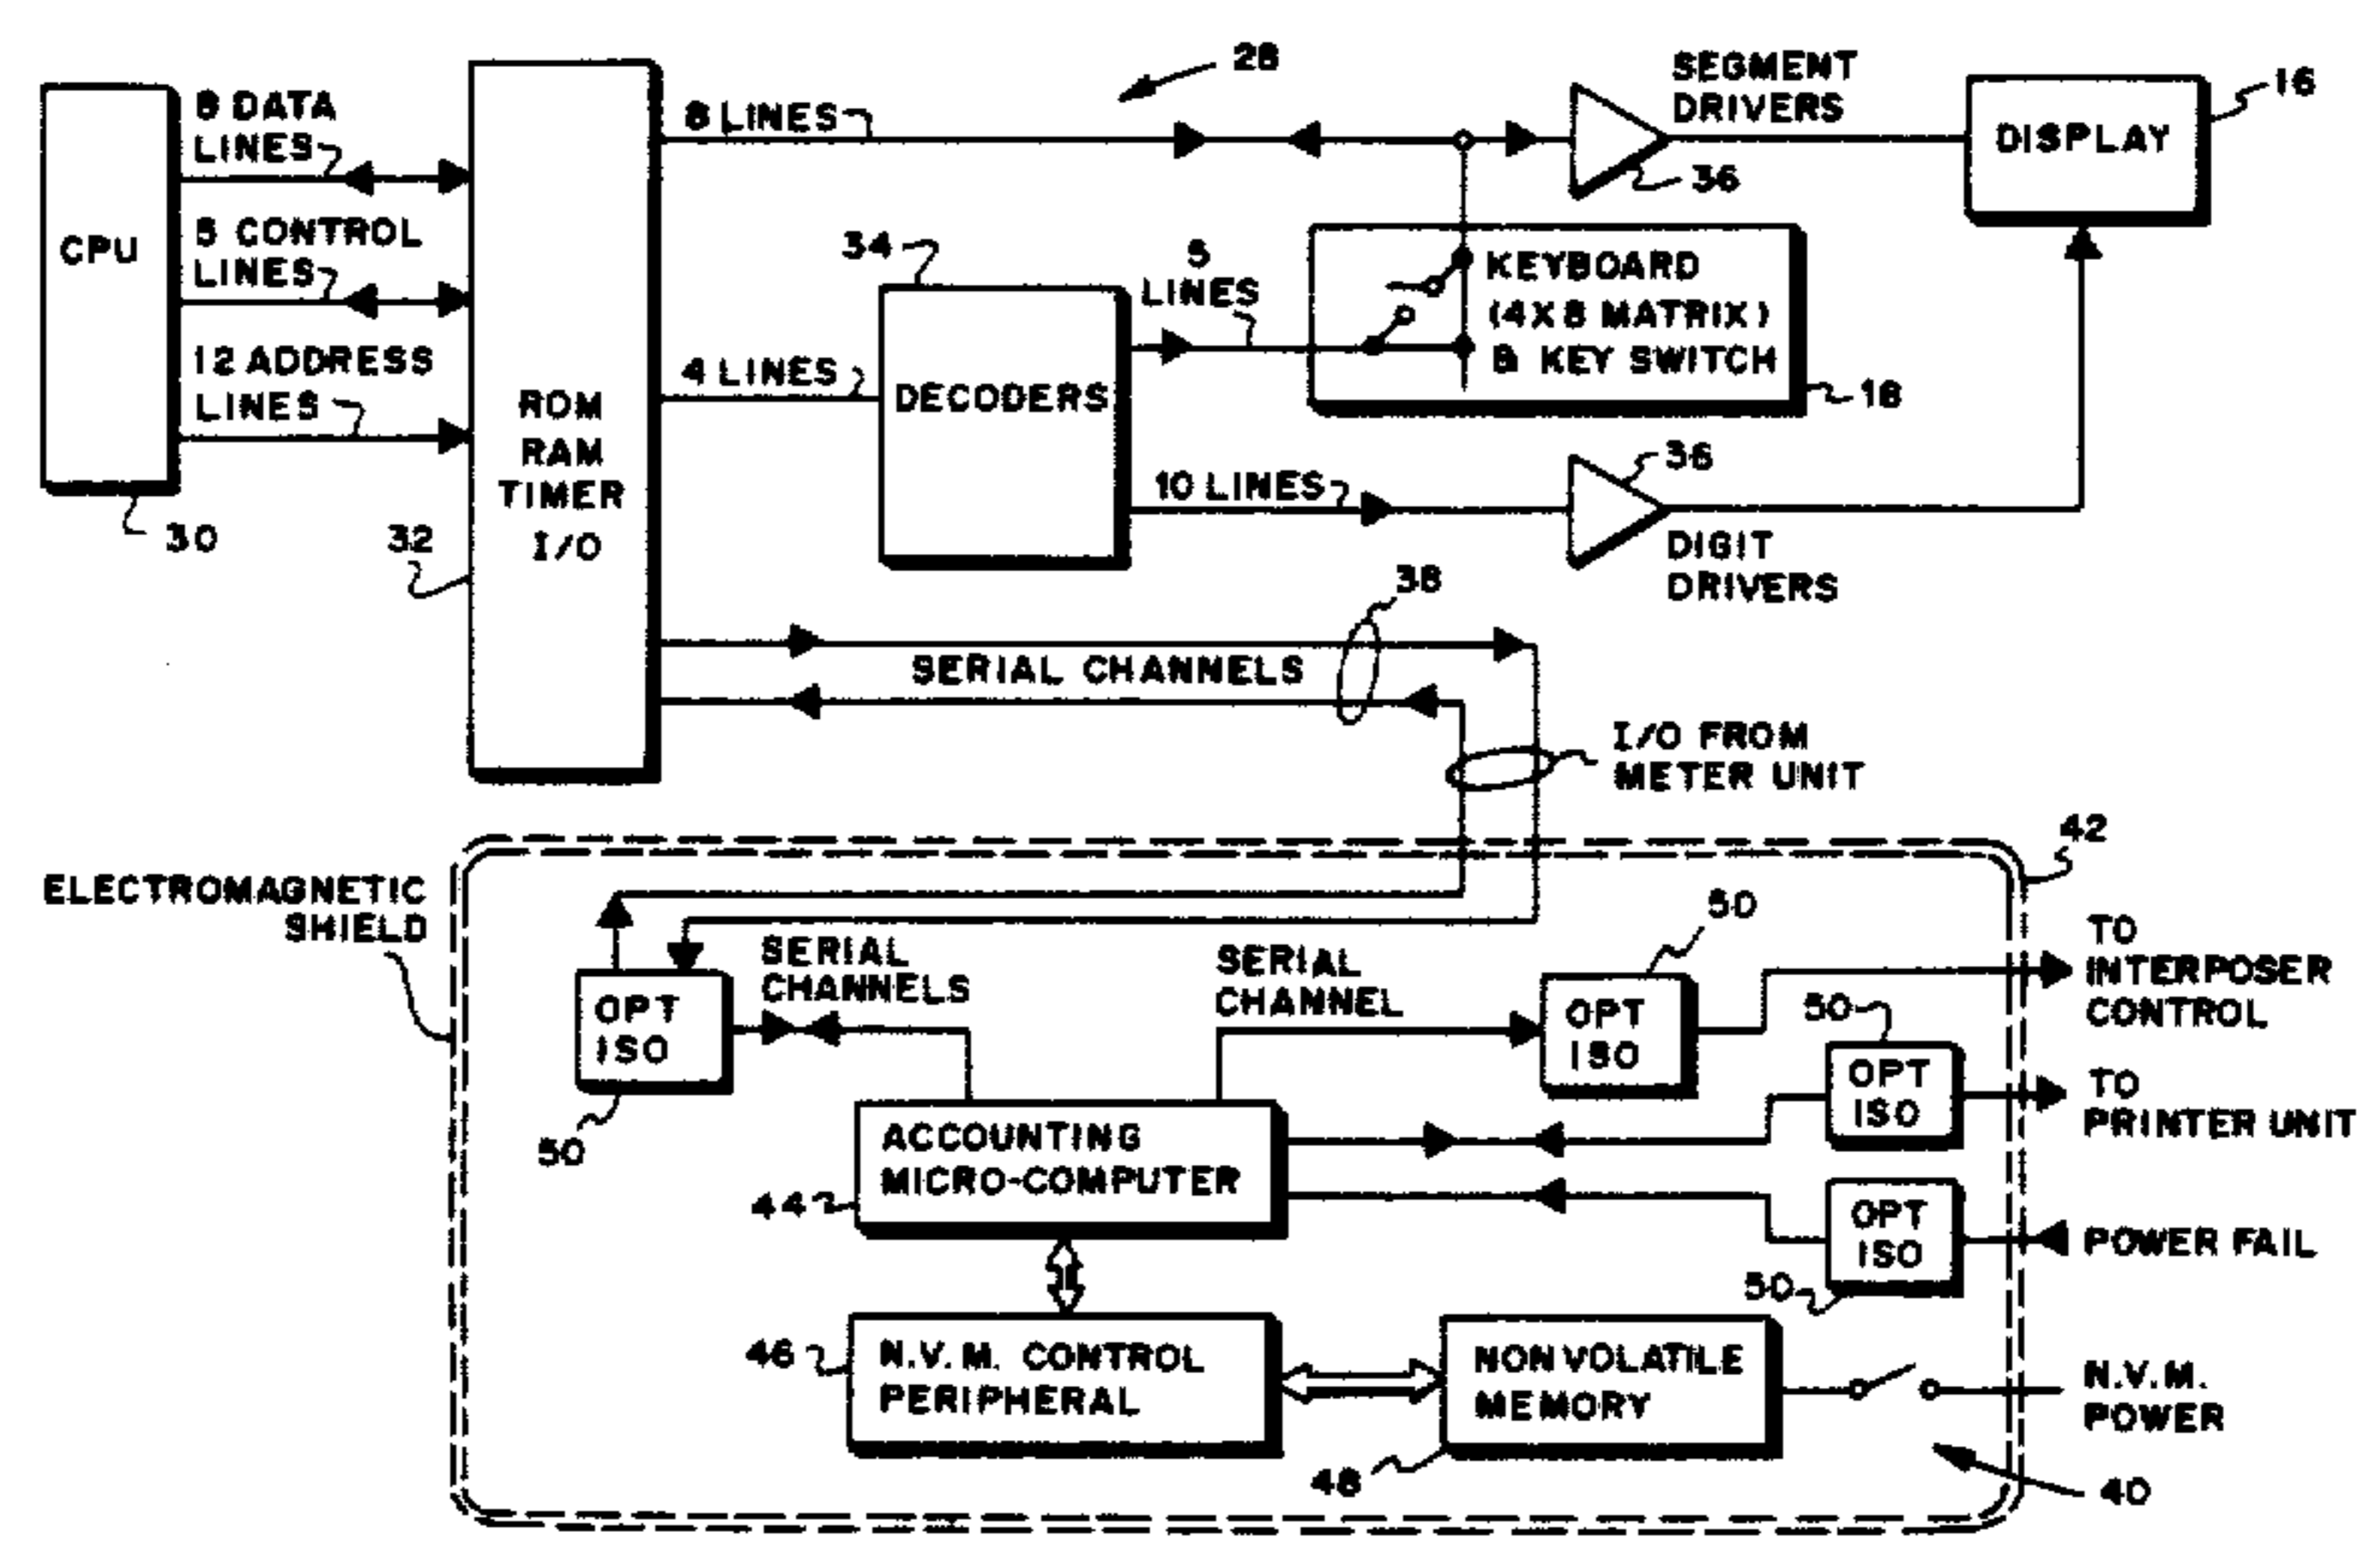 28
SEGMENT
DRIVERS
16
CPU
8 DATA
LINES
8 LINES
DISPLAY
36
5 CONTROL
LINES
34
5
LINES
KEYBOARD
(4X8 MATRIX)
& KEY SWITCH
18
12 ADDRESS
LINES
4 LINES
DECODERS
ROM
RAM
TIMER
I/O
30
32
10 LINES
36
DIGIT
DRIVERS
38
SERIAL CHANNELS
I/O FROM
METER UNIT
42
ELECTROMAGNETIC
SHIELD
50
TO
INTERPOSER
CONTROL
OPT
ISO
50
SERIAL
CHANNELS
SERIAL
CHANNEL
OPT
ISO
50
OPT
ISO
TO
PRINTER UNIT
ACCOUNTING
MICRO-COMPUTER
44
OPT
ISO
50
POWER FAIL
46
N.V.M. CONTROL
PERIPHERAL
NONVOLATILE
MEMORY
48
N.V.M.
POWER
40